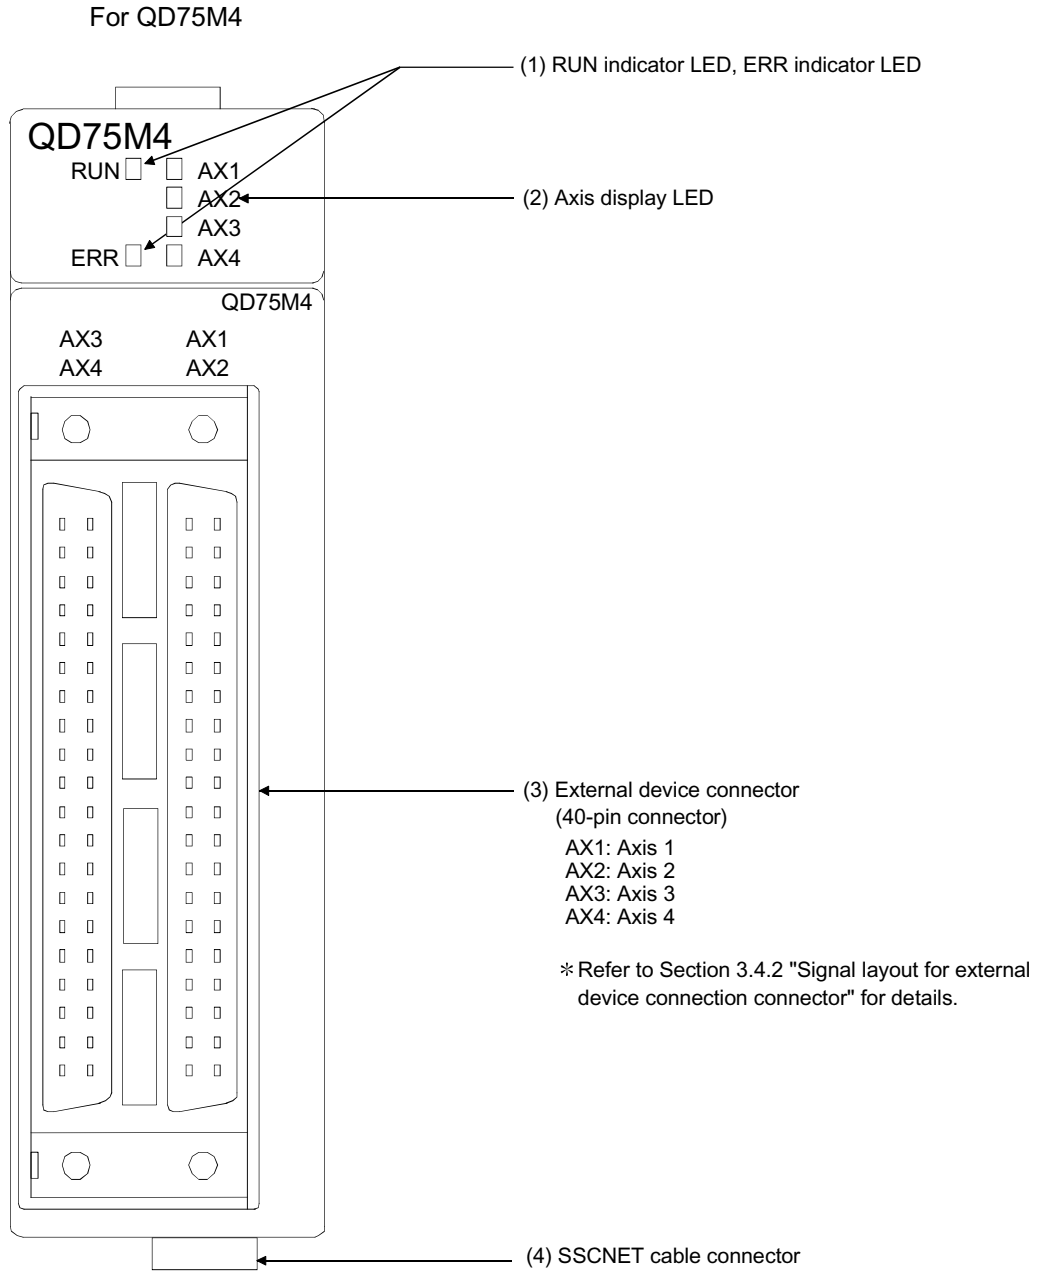 For QD75M4
(1) RUN indicator LED, ERR indicator LED
QD75M4
RUN AX1
AX2
(2) Axis display LED
AX3
ERR AX4
QD75M4
AX3 AX1
AX4 AX2
(3) External device connector
(40-pin connector)
AX1: Axis 1
AX2: Axis 2
AX3: Axis 3
AX4: Axis 4
＊Refer to Section 3.4.2 "Signal layout for external
device connection connector" for details.
(4) SSCNET cable connector